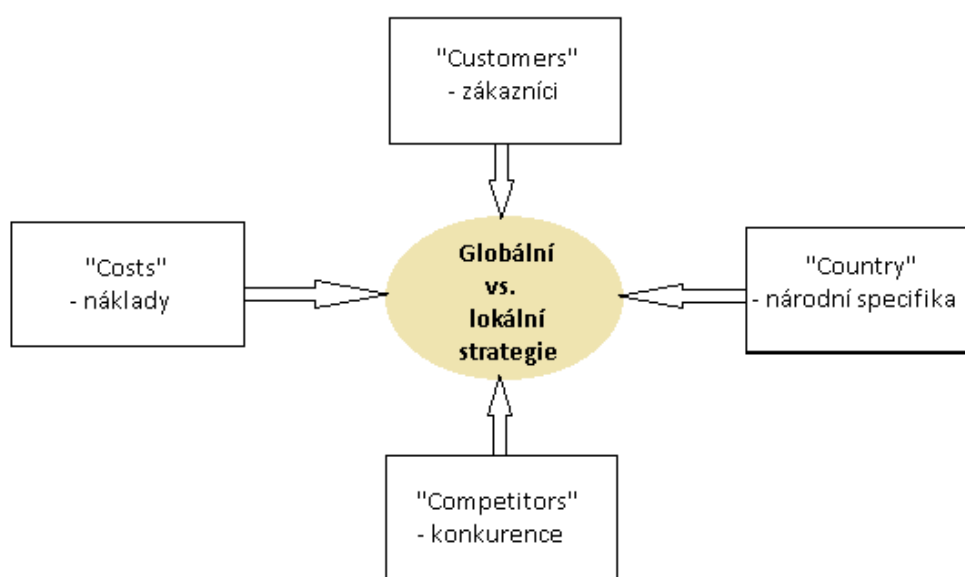 "Customers"
- zákazníci
"Costs"
- náklady
Globální
vs.
lokální
strategie
"Country"
- národní specifika
"Competitors"
- konkurence